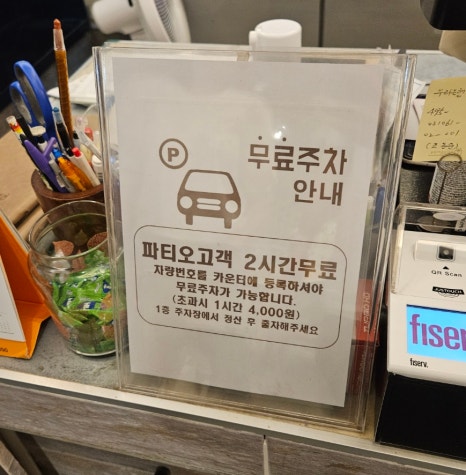 P
무료주차
안내
파티오고객 2시간무료
차량번호를 카운터에 등록하셔야
무료주차가 가능합니다.
(초과시 1시간 4,000원)
1층 주차장에서 정산 후 출차해주세요
QR Scan
fiserv
fiserv.